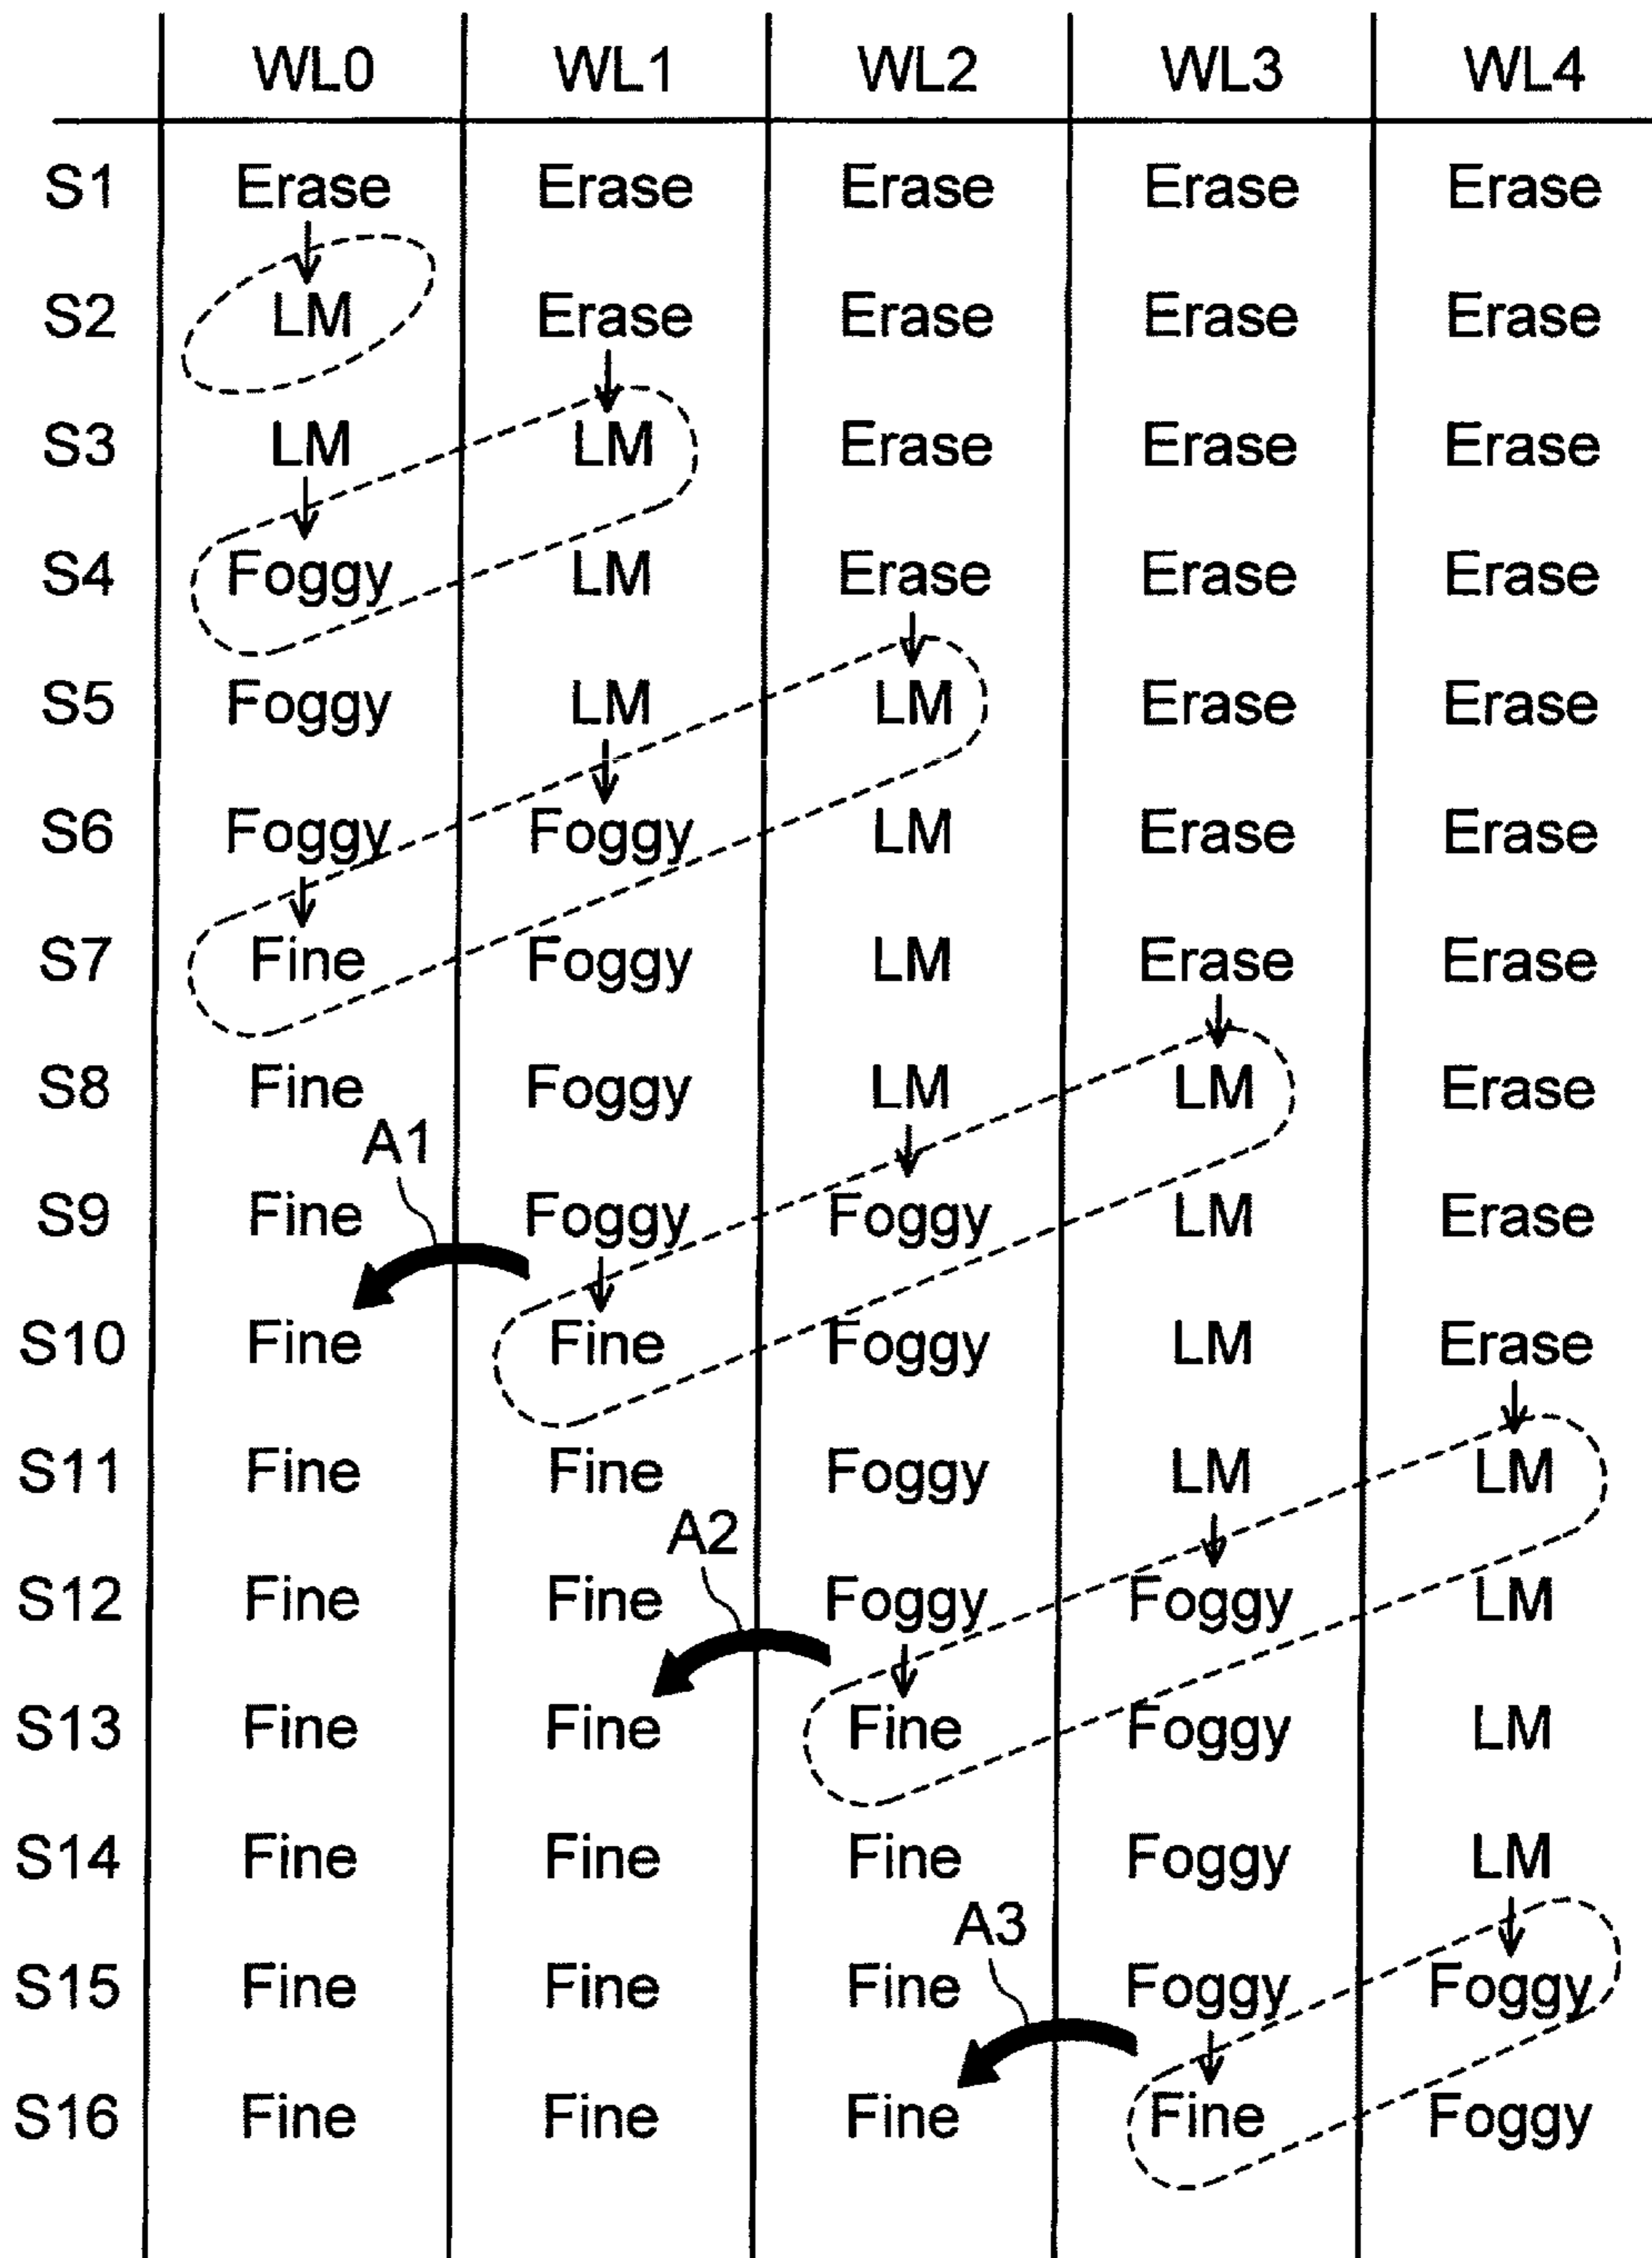 WL0 WL1 WL2 WL3 WL4
S1 Erase Erase Erase Erase Erase
S2 LM Erase Erase Erase Erase
S3 LM LM Erase Erase Erase
S4 Foggy LM Erase Erase Erase
S5 Foggy LM LM Erase Erase
S6 Foggy Foggy LM Erase Erase
S7 Fine Foggy LM Erase Erase
S8 Fine Foggy LM LM Erase
A1
S9 Fine Foggy Foggy LM Erase
S10 Fine Fine Foggy LM Erase
S11 Fine Fine Foggy LM LM
A2
S12 Fine Fine Foggy Foggy LM
S13 Fine Fine Fine Foggy LM
S14 Fine Fine Fine Foggy LM
A3
S15 Fine Fine Fine Foggy Foggy
S16 Fine Fine Fine Fine Foggy